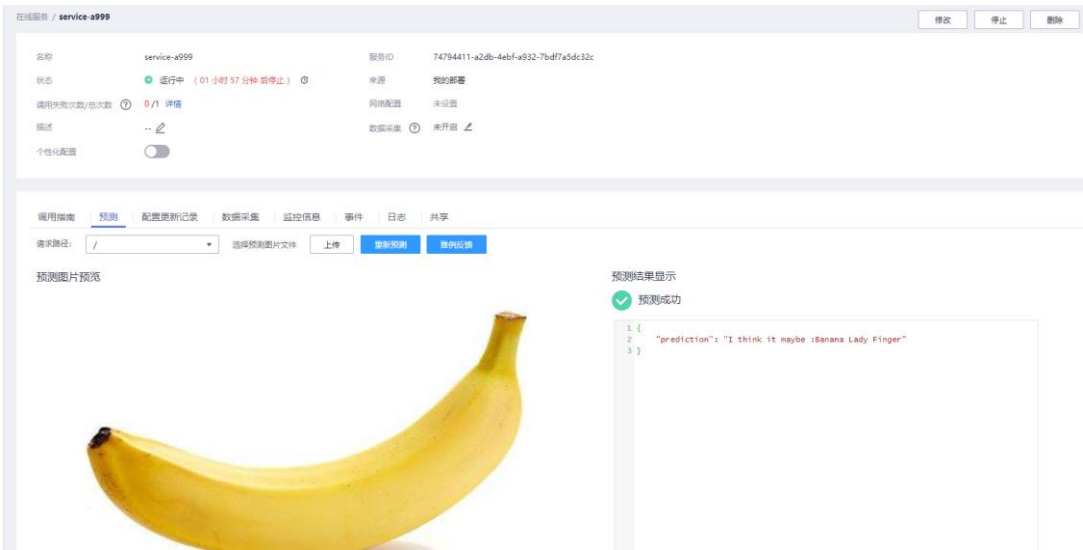 在线服务 / service-a999
修改 停止 删除
名称 service-a999 服务ID 74794411-a2db-4ebf-a932-7bdf7a5dc32c
状态 运行中 ( 01 小时 57 分钟 后停止 ) 来源 我的部署
调用失败次数/总次数 ? 0 /1 详情 网络配置 未设置
描述 -- 数据采集 ? 未开启
个性化配置
调用指南 预测 配置更新记录 数据采集 监控信息 事件 日志 共享
请求路径: / 选择预测图片文件 上传 重新预测 难例反馈
预测图片预览 预测结果显示
预测成功
1 {
2 "prediction": "I think it maybe :Banana Lady Finger"
3 }